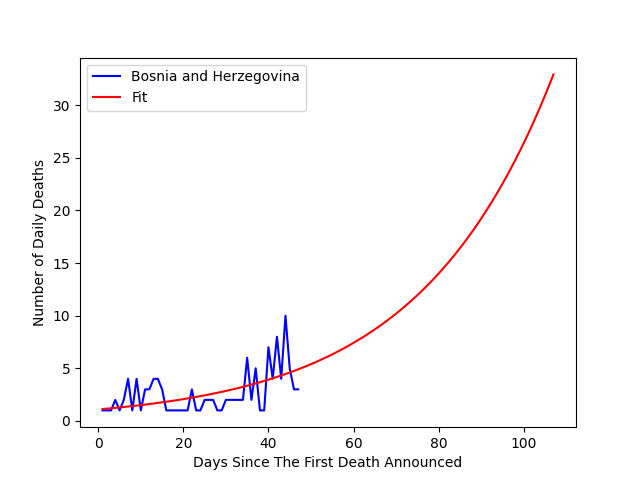 Bosnia and Herzegovina
Fit
Number of Daily Deaths
30
25
20
15
10
5
0
0 20 40 60 80 100
Days Since The First Death Announced